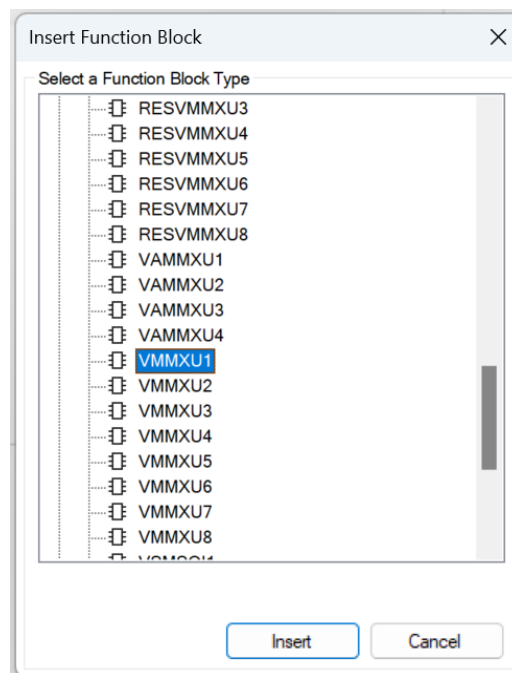 Insert Function Block
Select a Function Block Type
RESVMMXU3
RESVMMXU4
RESVMMXU5
RESVMMXU6
RESVMMXU7
RESVMMXU8
VAMMXU1
VAMMXU2
VAMMXU3
VAMMXU4
VMMXU1
VMMXU2
VMMXU3
VMMXU4
VMMXU5
VMMXU6
VMMXU7
VMMXU8
Insert
Cancel